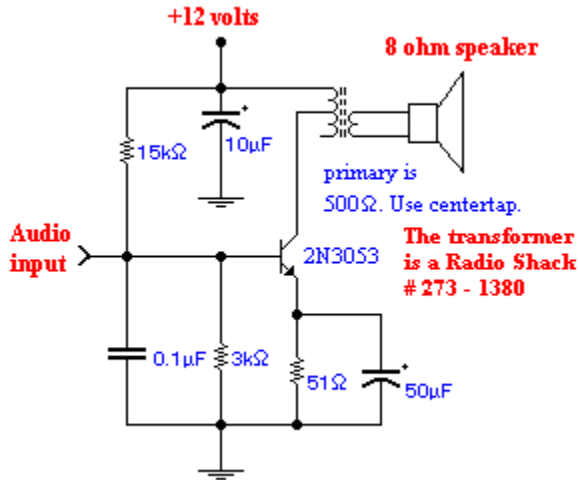 +12 volts
8 ohm speaker
15kΩ
10µF
+
primary is
500Ω. Use centertap.
Audio
input
2N3053
The transformer
is a Radio Shack
# 273 - 1380
0.1µF
3kΩ
51Ω
+
50µF